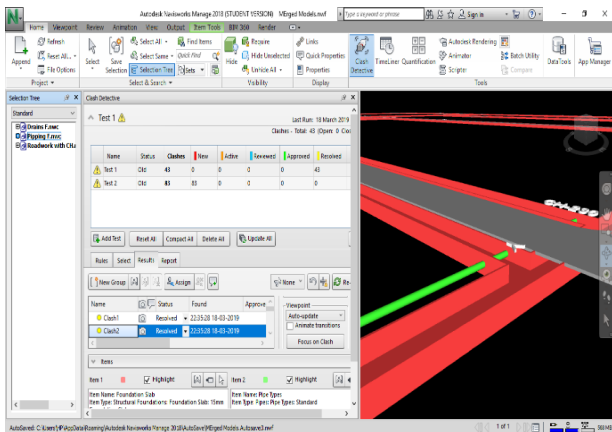 Autodesk Navisworks Manage 2018 (STUDENT VERSION) MErged Models.nwf
Type a keyword or phrase
Sign in
Home Viewpoint Review Animation View Output Item Tools BIM 360 Render
Append
Refresh
Reset All...
File Options
Project
Select
Save Selection
Select All
Select Same
Selection Tree
Find Items
Quick Find
Sets
Select & Search
Hide
Require
Hide Unselected
Unhide All
Visibility
Links
Quick Properties
Properties
Display
Clash Detective
TimeLiner
Quantification
Autodesk Rendering
Animator
Scripter
Batch Utility
Compare
DataTools
App Manager
Tools
Selection Tree
Standard
Drains F.nwc
Pipping F.nwc
Roadwork with CHa
Clash Detective
Test 1
Last Run: 18 March 2019
Clashes - Total: 43 (Open: 0 Clo
Name Status Clashes New Active Reviewed Approved Resolved
Test 1 Old 43 0 0 0 0 43
Test 2 Old 83 83 0 0 0 0
Add Test Reset All Compact All Delete All Update All
Rules Select Results Report
New Group Assign None Re
Name Status Found Approve
Clash1 Resolved 22:35:28 18-03-2019
Clash2 Resolved 22:35:28 18-03-2019
Viewpoint
Auto-update
Animate transitions
Focus on Clash
Items
Item 1 Highlight Item 2 Highlight
Item Name: Foundation Slab
Item Type: Structural Foundations: Foundation Slab: 15mm
Item Name: Pipe Types
Item Type: Pipes: Pipe Types: Standard
1 of 1